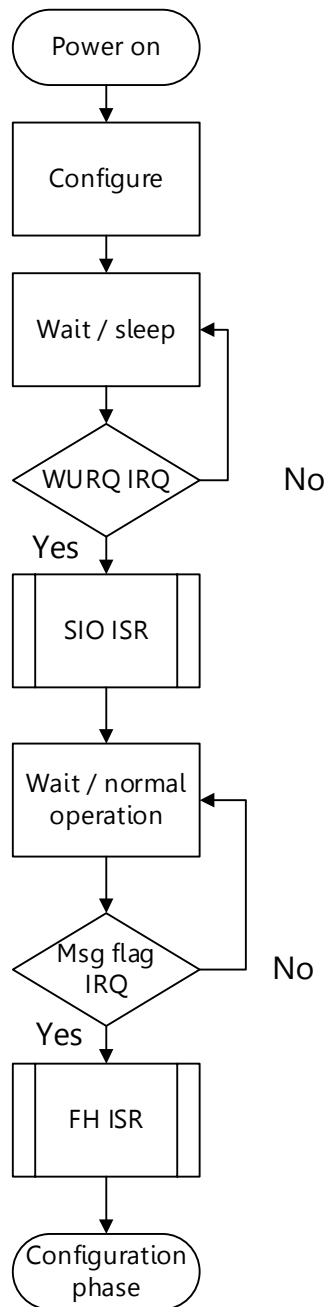 Power on
Configure
Wait / sleep
WURQ IRQ
No
Yes
SIO ISR
Wait / normal
operation
Msg flag
IRQ
No
Yes
FH ISR
Configuration
phase